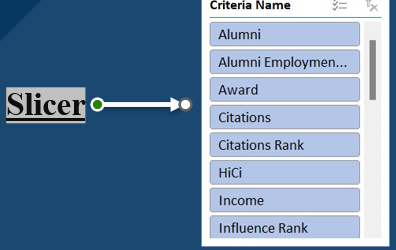 Criteria Name
Slicer
Alumni
Alumni Employmen...
Award
Citations
Citations Rank
HiCi
Income
Influence Rank